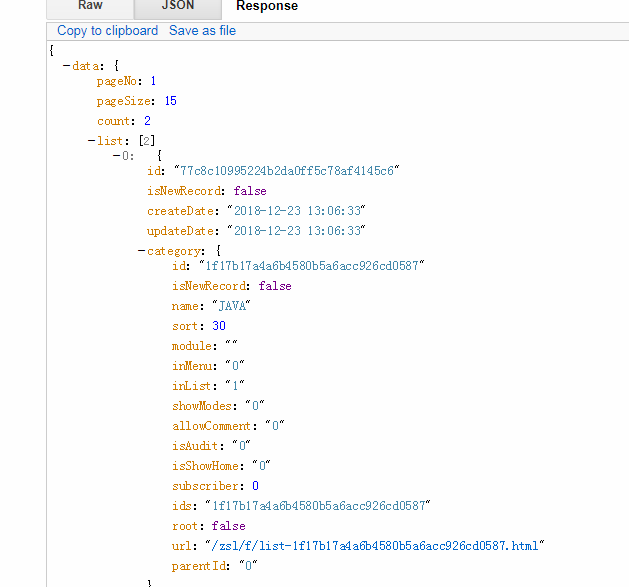 Raw JSON Response
Copy to clipboard Save as file
{
−data: {
pageNo: 1
pageSize: 15
count: 2
−list: [2]
−0: {
id: "77c8c10995224b2da0ff5c78af4145c6"
isNewRecord: false
createDate: "2018-12-23 13:06:33"
updateDate: "2018-12-23 13:06:33"
−category: {
id: "1f17b17a4a6b4580b5a6acc926cd0587"
isNewRecord: false
name: "JAVA"
sort: 30
module: ""
inMenu: "0"
inList: "1"
showModes: "0"
allowComment: "0"
isAudit: "0"
isShowHome: "0"
subscriber: 0
ids: "1f17b17a4a6b4580b5a6acc926cd0587"
root: false
url: "/zsl/f/list-1f17b17a4a6b4580b5a6acc926cd0587.html"
parentId: "0"
}